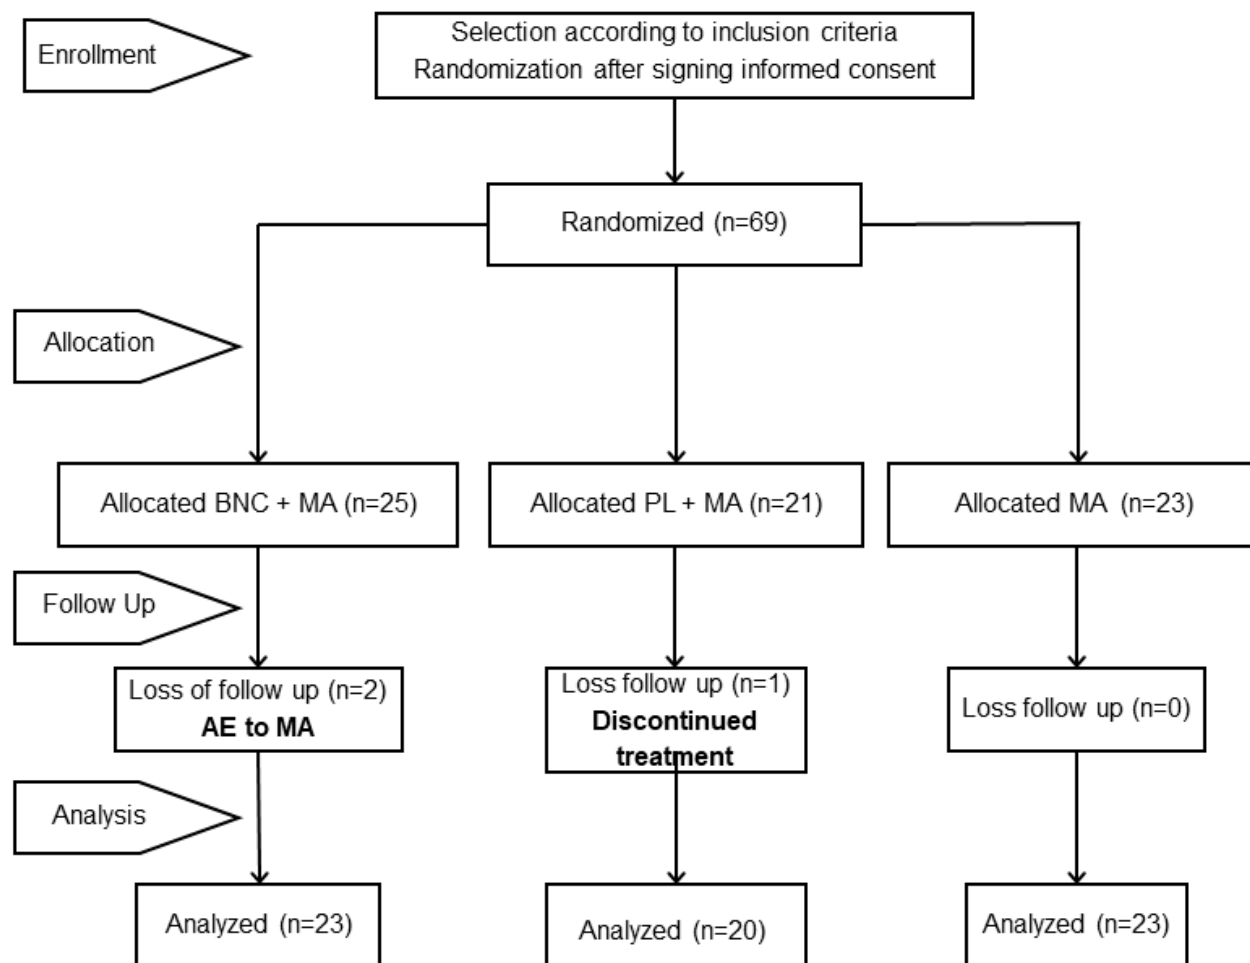 Enrollment
Selection according to inclusion criteria
Randomization after signing informed consent
Randomized (n=69)
Allocation
Allocated BNC + MA (n=25)
Allocated PL + MA (n=21)
Allocated MA (n=23)
Follow Up
Loss of follow up (n=2)
AE to MA
Loss follow up (n=1)
Discontinued
treatment
Loss follow up (n=0)
Analysis
Analyzed (n=23)
Analyzed (n=20)
Analyzed (n=23)